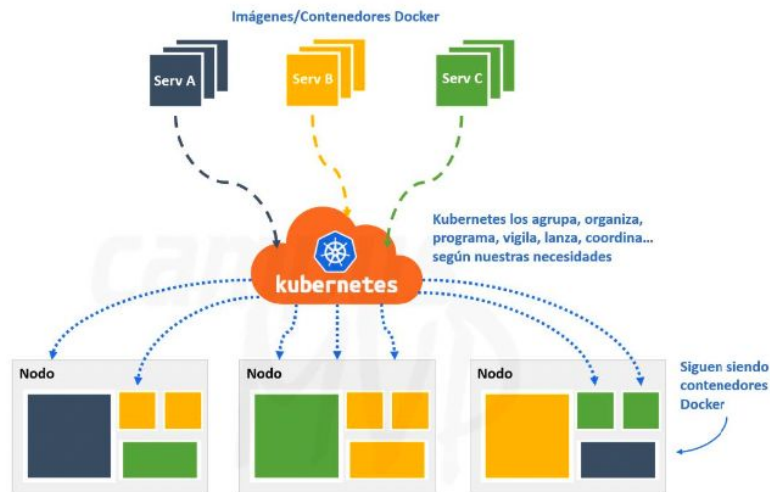 Imágenes/Contenedores Docker
Serv A
Serv B
Serv C
Kubernetes los agrupa, organiza,
programa, vigila, lanza, coordina...
según nuestras necesidades
kubernetes
Nodo
Nodo
Nodo
Siguen siendo
contenedores
Docker